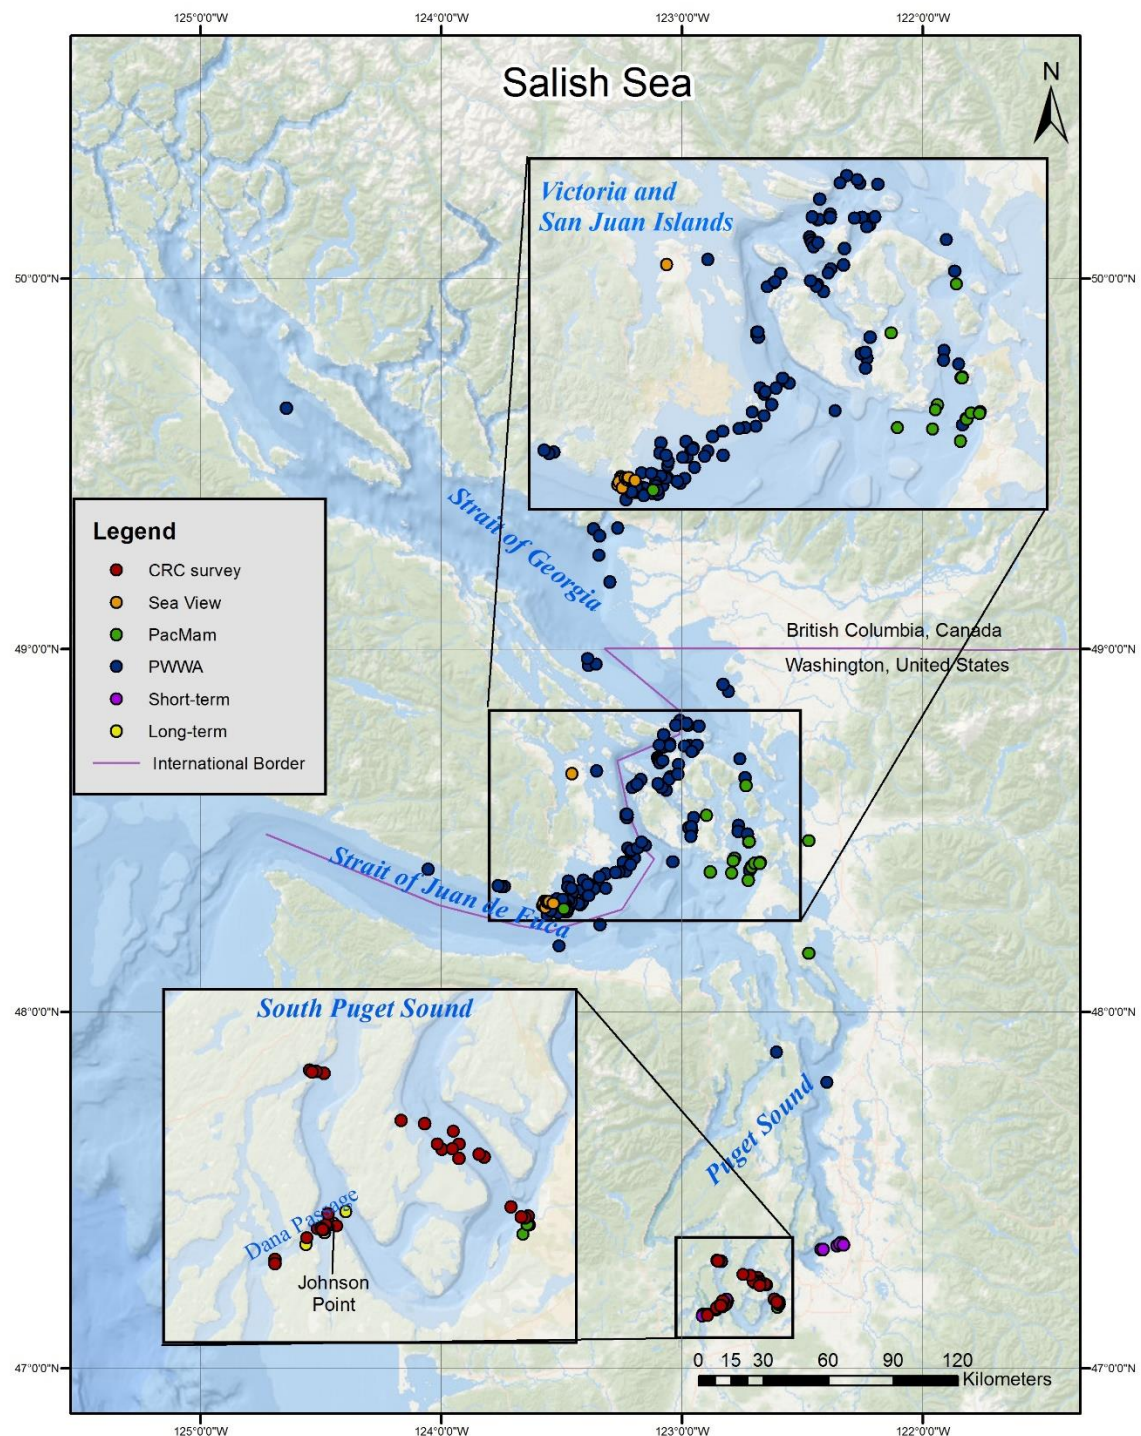 125°0'0"W 124°0'0"W 123°0'0"W 122°0'0"W
Salish Sea
N
Victoria and
San Juan Islands
50°0'0"N 50°0'0"N
Strait of Georgia
Legend
CRC survey
Sea View
PacMam
PWWA
Short-term
Long-term
International Border
British Columbia, Canada
49°0'0"N 49°0'0"N
Washington, United States
Strait of Juan de Fuca
South Puget Sound
48°0'0"N 48°0'0"N
Puget Sound
Dana Passage
Johnson
Point
47°0'0"N 47°0'0"N
0 15 30 60 90 120
Kilometers
125°0'0"W 124°0'0"W 123°0'0"W 122°0'0"W